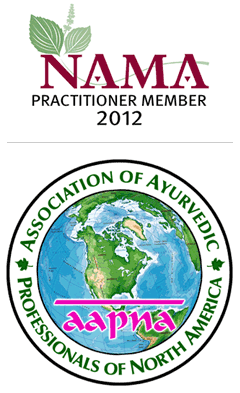 NAMA
PRACTITIONER MEMBER
2012
ASSOCIATION OF AYURVEDIC
PROFESSIONALS OF NORTH AMERICA
aapna